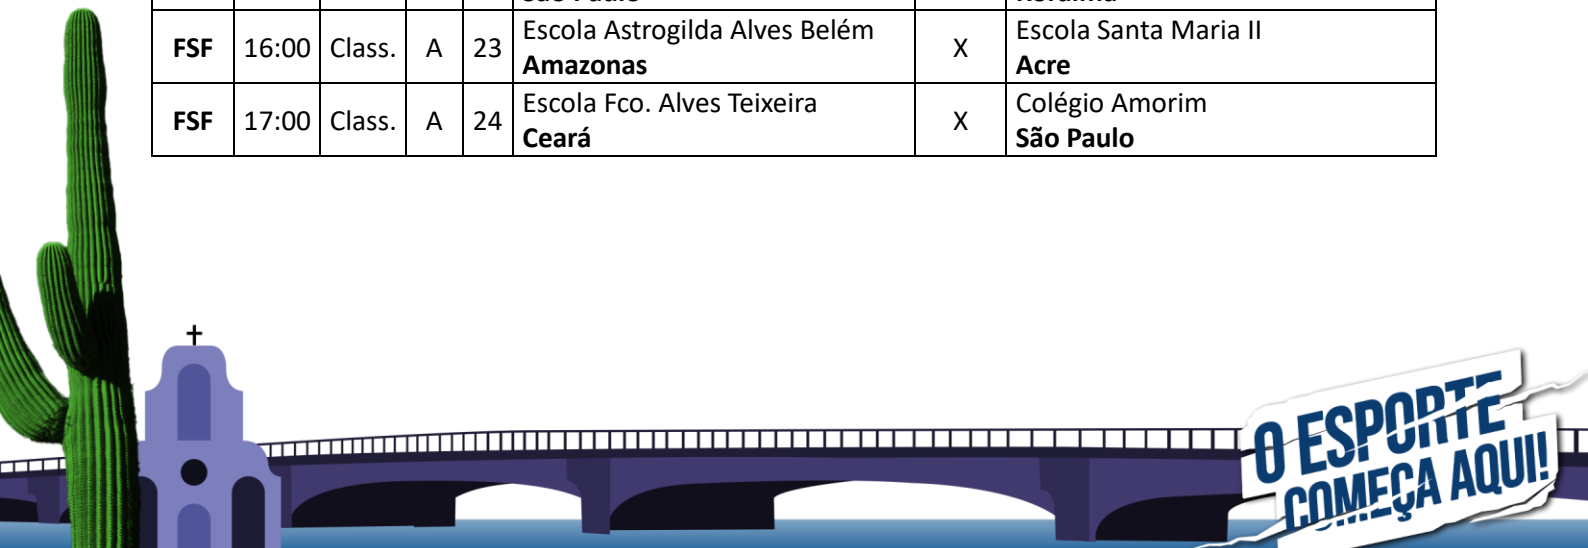 FSF 16:00 Class. A 23 Escola Astrogilda Alves Belém X Escola Santa Maria II
Amazonas Acre
FSF 17:00 Class. A 24 Escola Fco. Alves Teixeira X Colégio Amorim
Ceará São Paulo
O ESPORTE
COMEÇA AQUI!